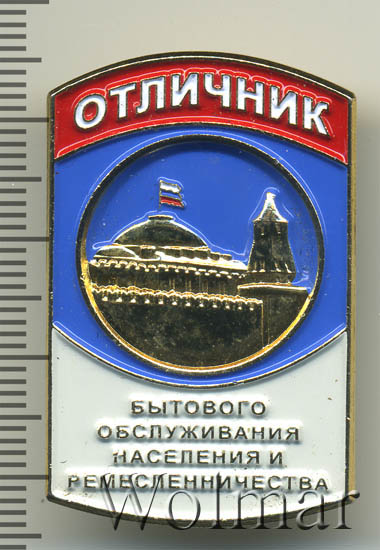 ОТЛИЧНИК
БЫТОВОГО
ОБСЛУЖИВАНИЯ
НАСЕЛЕНИЯ И
РЕМЕСЛЕННИЧЕСТВА
Wolmar